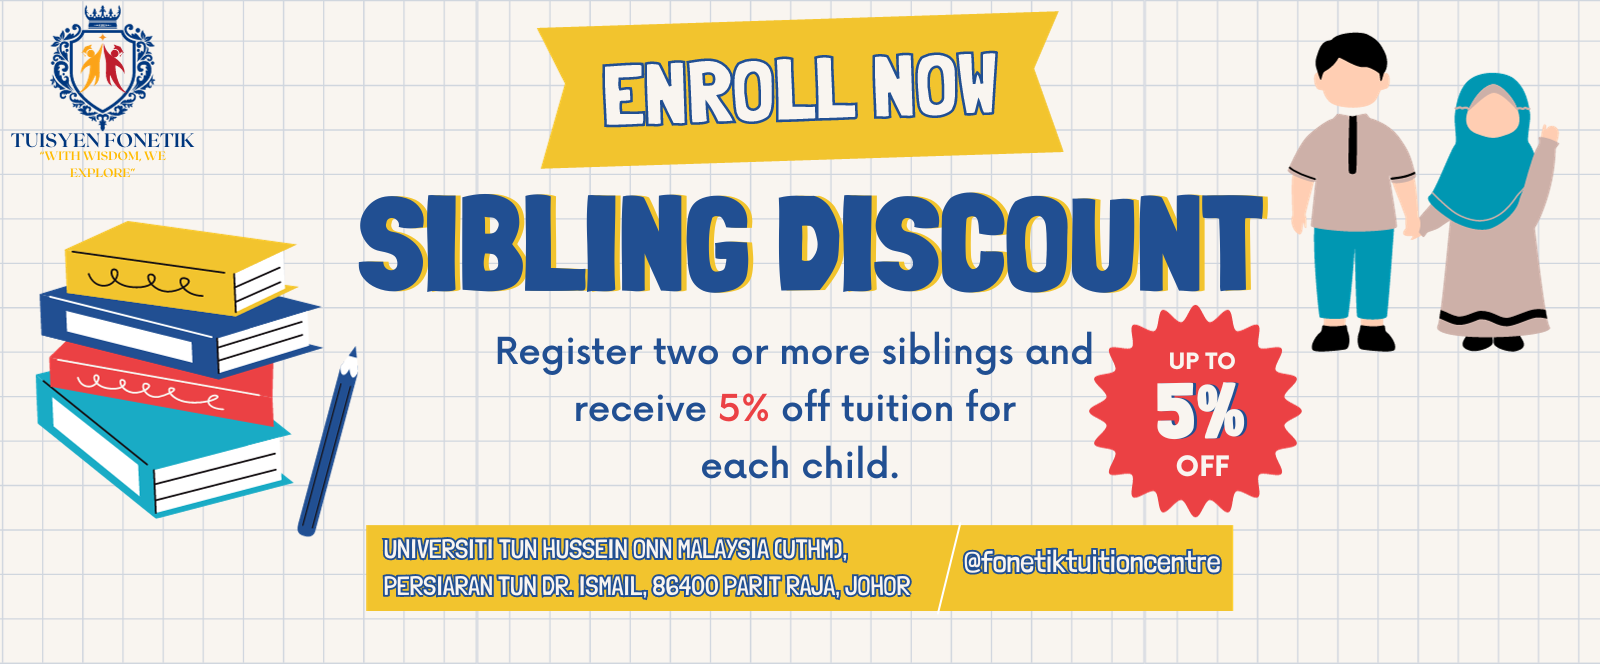 TUISYEN FONETIK
"WITH WISDOM, WE
EXPLORE"
ENROLL NOW
SIBLING DISCOUNT
Register two or more siblings and
receive 5% off tuition for
each child.
UP TO
5%
OFF
UNIVERSITI TUN HUSSEIN ONN MALAYSIA (UTHM),
PERSIARAN TUN DR. ISMAIL, 86400 PARIT RAJA, JOHOR
@fonetiktuitioncentre